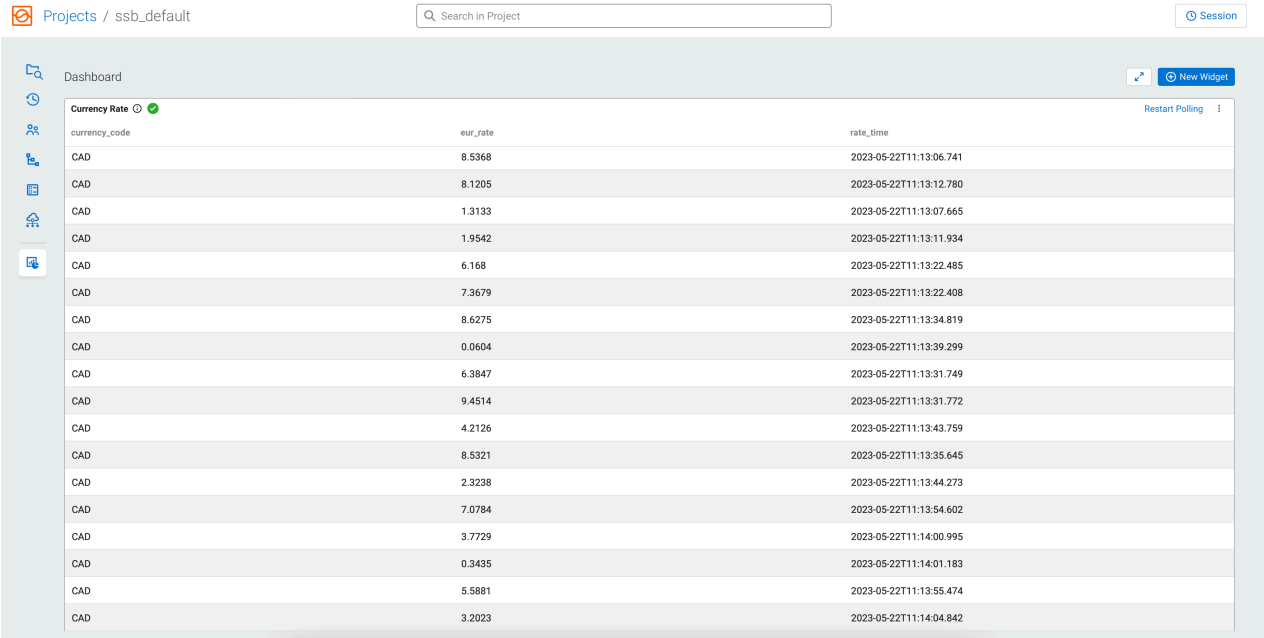 Projects / ssb_default
Search in Project
Session
Dashboard
New Widget
Currency Rate
Restart Polling
currency_code eur_rate rate_time
CAD 8.5368 2023-05-22T11:13:06.741
CAD 8.1205 2023-05-22T11:13:12.780
CAD 1.3133 2023-05-22T11:13:07.665
CAD 1.9542 2023-05-22T11:13:11.934
CAD 6.168 2023-05-22T11:13:22.485
CAD 7.3679 2023-05-22T11:13:22.408
CAD 8.6275 2023-05-22T11:13:34.819
CAD 0.0604 2023-05-22T11:13:39.299
CAD 6.3847 2023-05-22T11:13:31.749
CAD 9.4514 2023-05-22T11:13:31.772
CAD 4.2126 2023-05-22T11:13:43.759
CAD 8.5321 2023-05-22T11:13:35.645
CAD 2.3238 2023-05-22T11:13:44.273
CAD 7.0784 2023-05-22T11:13:54.602
CAD 3.7729 2023-05-22T11:14:00.995
CAD 0.3435 2023-05-22T11:14:01.183
CAD 5.5881 2023-05-22T11:13:55.474
CAD 3.2023 2023-05-22T11:14:04.842